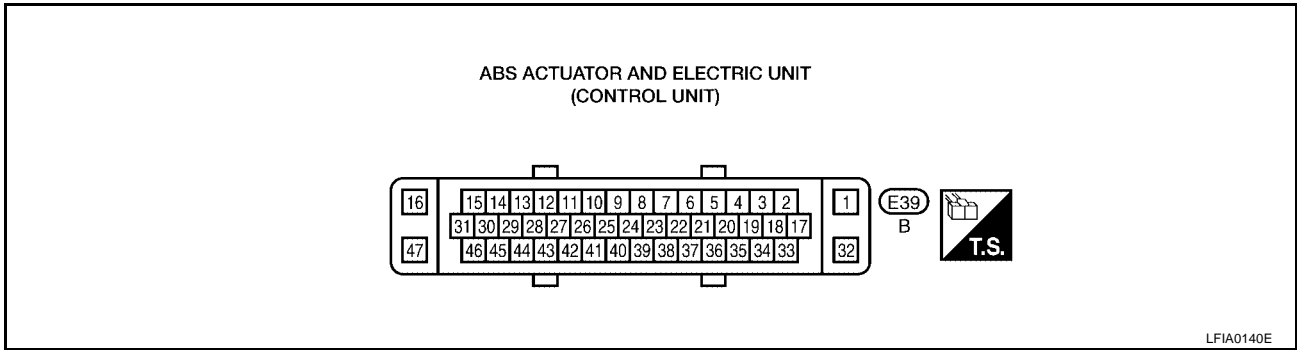 ABS ACTUATOR AND ELECTRIC UNIT
(CONTROL UNIT)
16 15 14 13 12 11 10 9 8 7 6 5 4 3 2 1 E39
31 30 29 28 27 26 25 24 23 22 21 20 19 18 17 B
47 46 45 44 43 42 41 40 39 38 37 36 35 34 33 32 T.S.
LFIA0140E